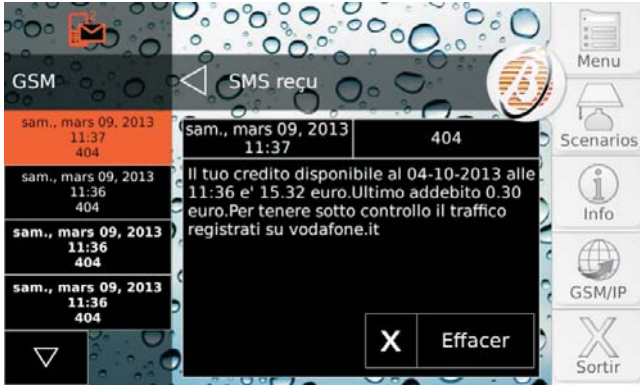 GSM
SMS reçu
sam., mars 09, 2013
11:37
404
sam., mars 09, 2013
11:36
404
sam., mars 09, 2013
11:36
404
sam., mars 09, 2013
11:36
404
sam., mars 09, 2013
11:37
404
Il tuo credito disponibile al 04-10-2013 alle
11:36 e' 15.32 euro.Ultimo addebito 0.30
euro.Per tenere sotto controllo il traffico
registrati su vodafone.it
X
Effacer
Menu
Scenarios
Info
GSM/IP
Sortir